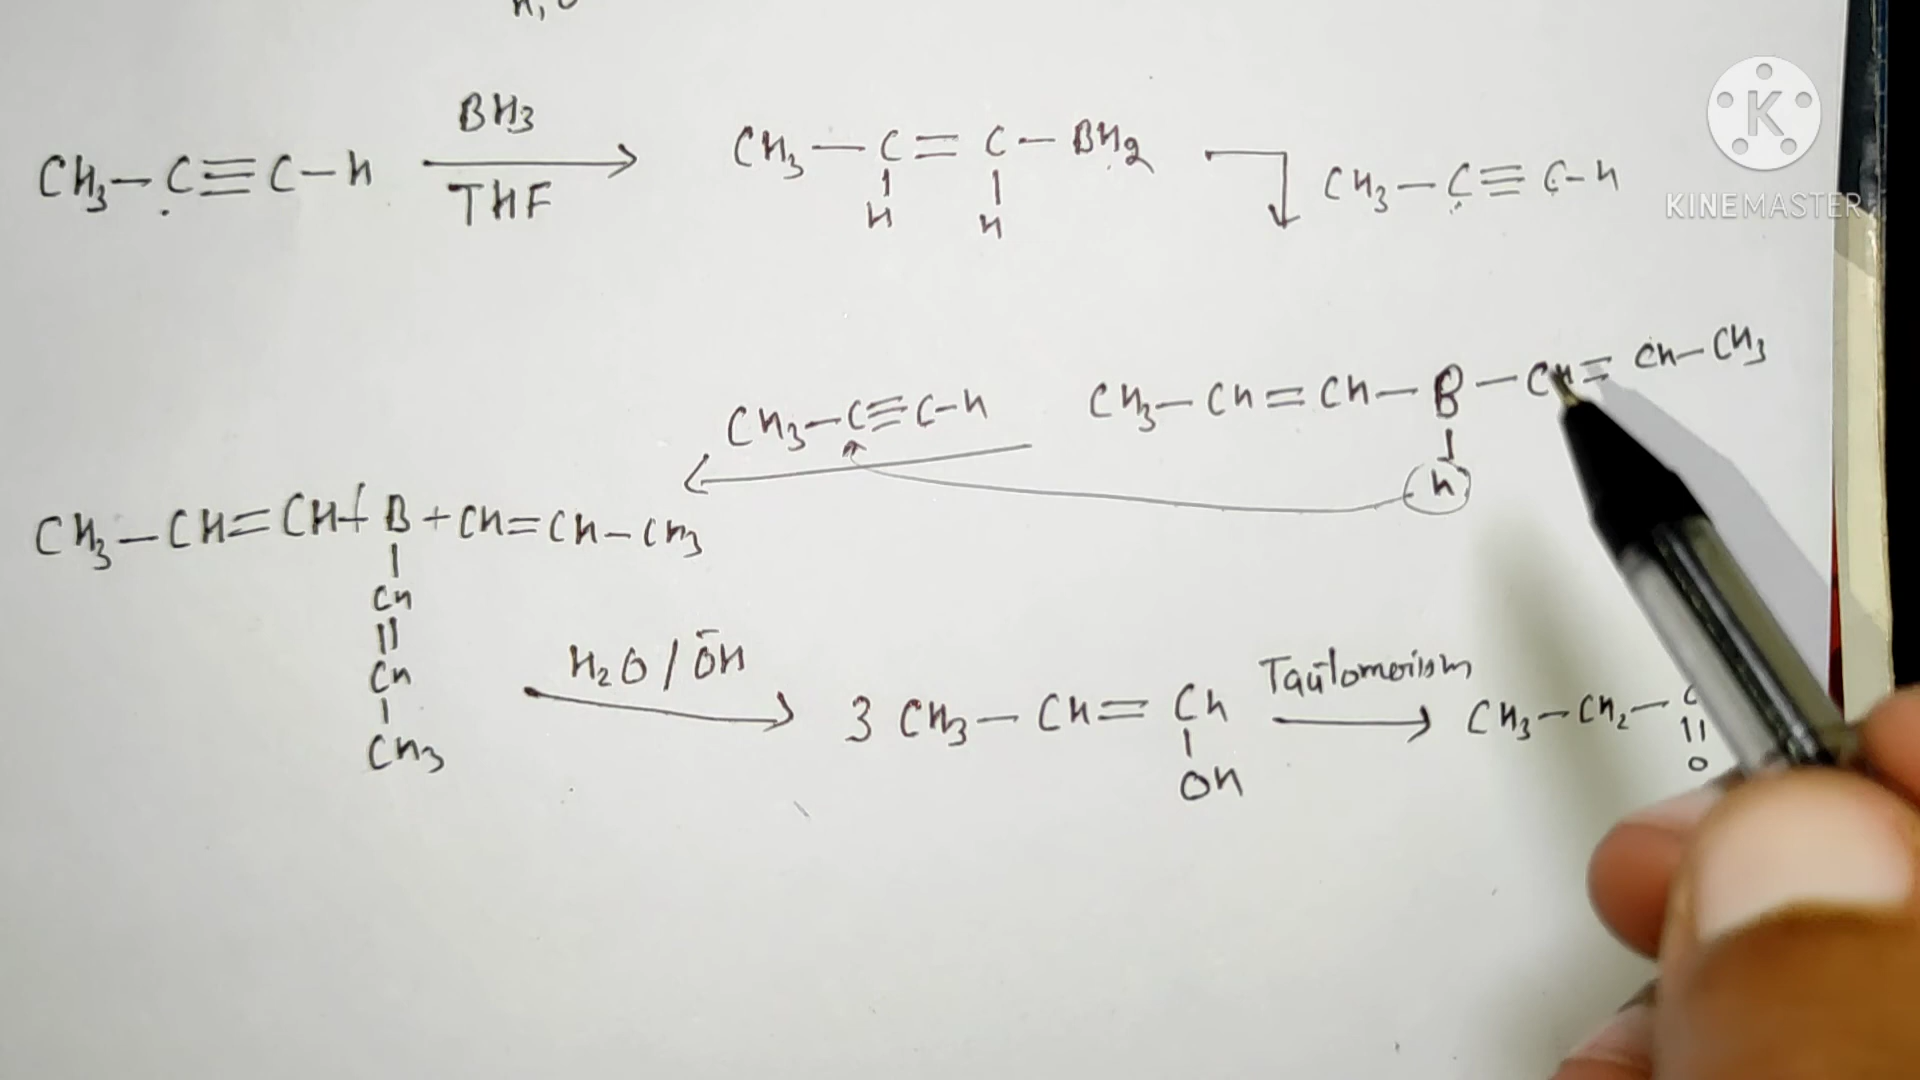 BH3
CH3-C≡C-H
THF
CH3-C=C-BH2
H H
CH3-C≡C-H
CH3-CH=CH-B-CH=CH-CH3
H
CH3-C≡C-H
CH3-CH=CH+B+CH=CH-CH3
CH
||
CH
CH3
H2O/ŌH
3 CH3-CH=CH
OH
Tautomerism
CH3-CH2-C
||
O
K
KINEMASTER